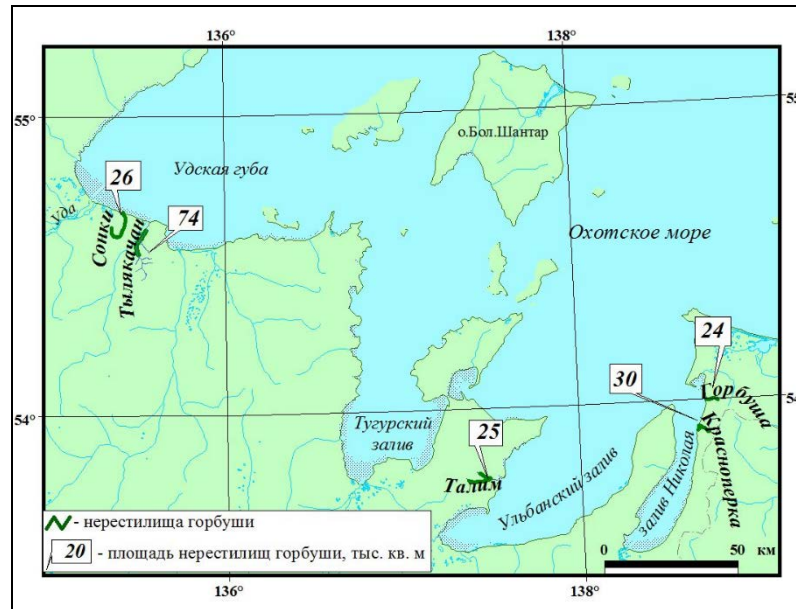 136°
138°
55°
55
о.Бол.Шантар
Удская губа
26
74
Уда
Сонки
Тылякачан
Охотское море
24
30
54°
54
Горбуша
Красноперка
Тугурский
залив
25
Талим
Ульбанский залив
залив Николая
- нерестилища горбуши
20 - площадь нерестилищ горбуши, тыс. кв. м
0 50 км
136°
138°